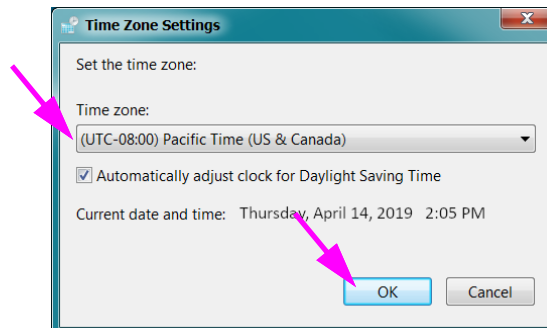 Time Zone Settings
Set the time zone:
Time zone:
(UTC-08:00) Pacific Time (US & Canada)
Automatically adjust clock for Daylight Saving Time
Current date and time: Thursday, April 14, 2019 2:05 PM
OK Cancel